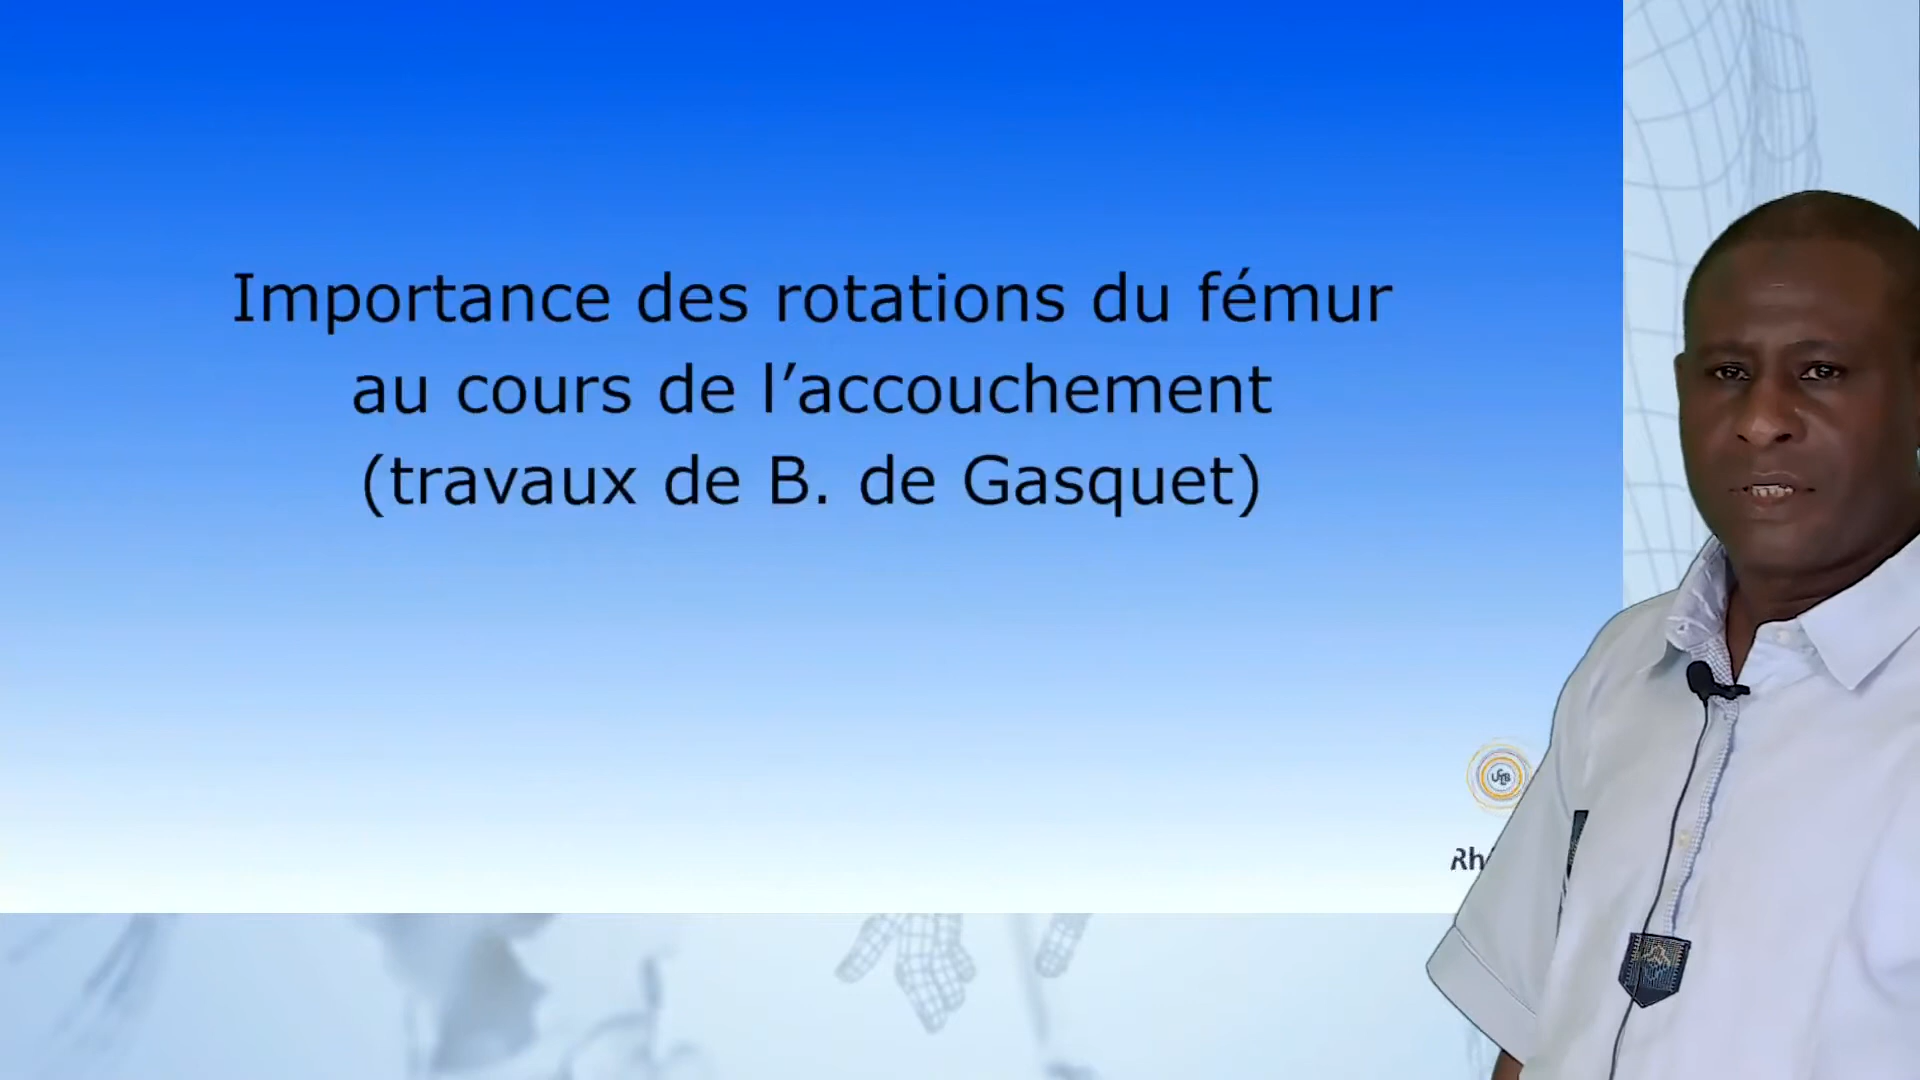 Importance des rotations du fémur
au cours de l’accouchement
(travaux de B. de Gasquet)